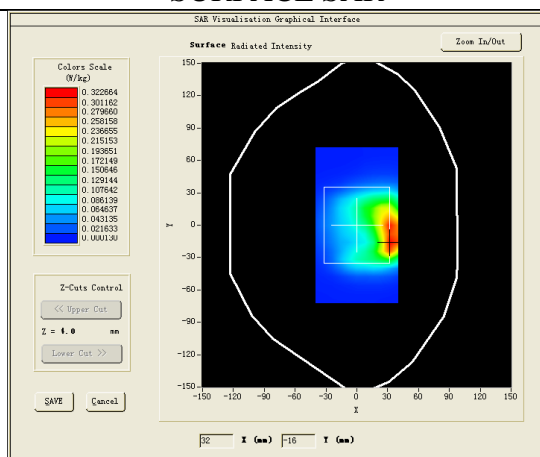 SURFACE SAR
SAR Visualisation Graphical Interface
Surface Radiated Intensity
Zoom In/Out
Colors Scale
(W/kg)
0.322664
0.301162
0.279660
0.258158
0.236655
0.215153
0.193651
0.172149
0.150646
0.129144
0.107642
0.086139
0.064637
0.043135
0.021633
0.000130
150
120
90
60
30
0
-30
-60
-90
-120
-150
Y
-150 -120 -90 -60 -30 0 30 60 90 120 150
X
Z-Cuts Control
<< Upper Cut
Z = 4.0 mm
Lower Cut >>
SAVE Cancel
32 X (mm) -16 Y (mm)